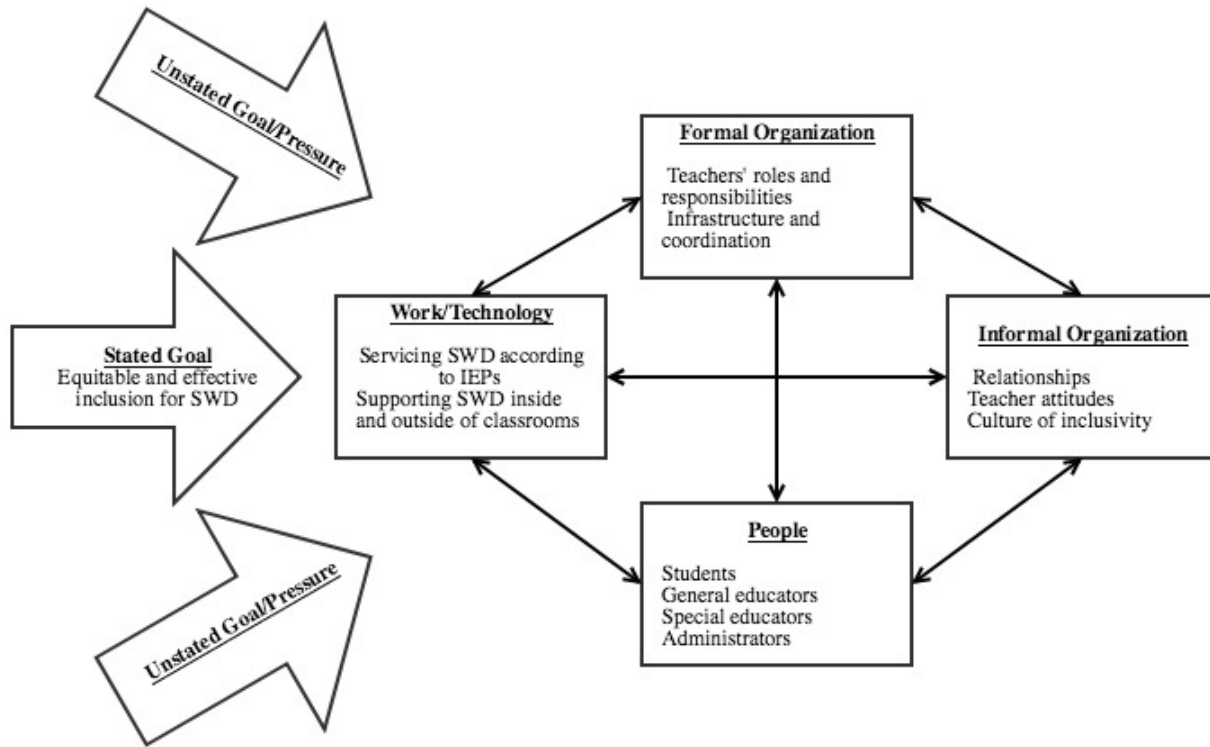 Unstated Goal/Pressure
Stated Goal
Equitable and effective
inclusion for SWD
Unstated Goal/Pressure
Formal Organization
Teachers' roles and
responsibilities
Infrastructure and
coordination
Work/Technology
Servicing SWD according
to IEPs
Supporting SWD inside
and outside of classrooms
Informal Organization
Relationships
Teacher attitudes
Culture of inclusivity
People
Students
General educators
Special educators
Administrators